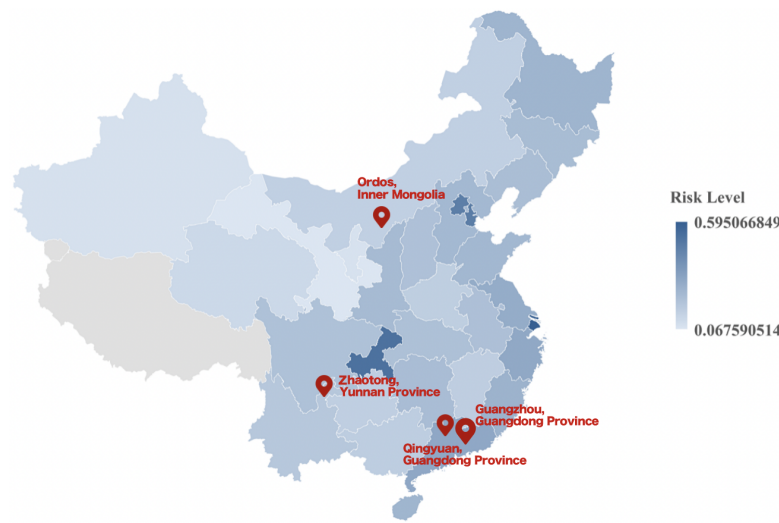 Ordos,
Inner Mongolia
Risk Level
0.595066849
0.067590514
Zhaotong,
Yunnan Province
Guangzhou,
Guangdong Province
Qingyuan,
Guangdong Province